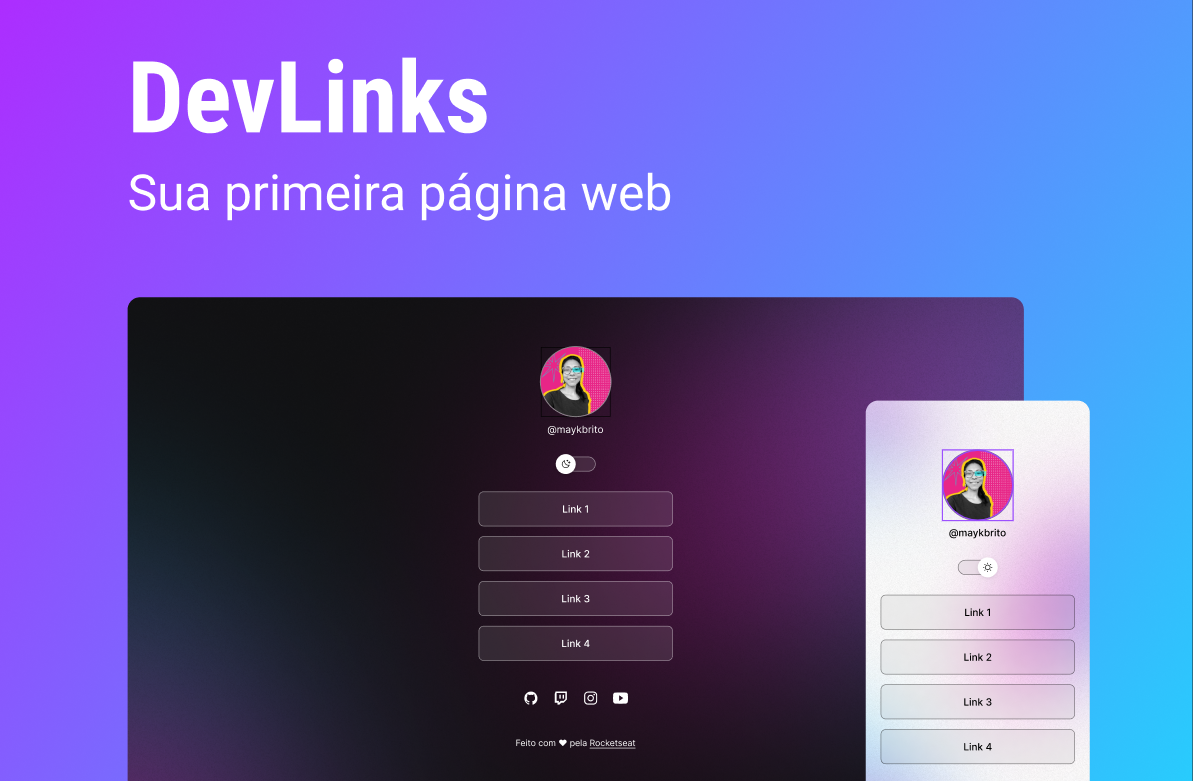 DevLinks
Sua primeira página web
@maykbrito
Link 1
Link 2
Link 3
Link 4
Feito com ♥ pela Rocketseat
@maykbrito
Link 1
Link 2
Link 3
Link 4